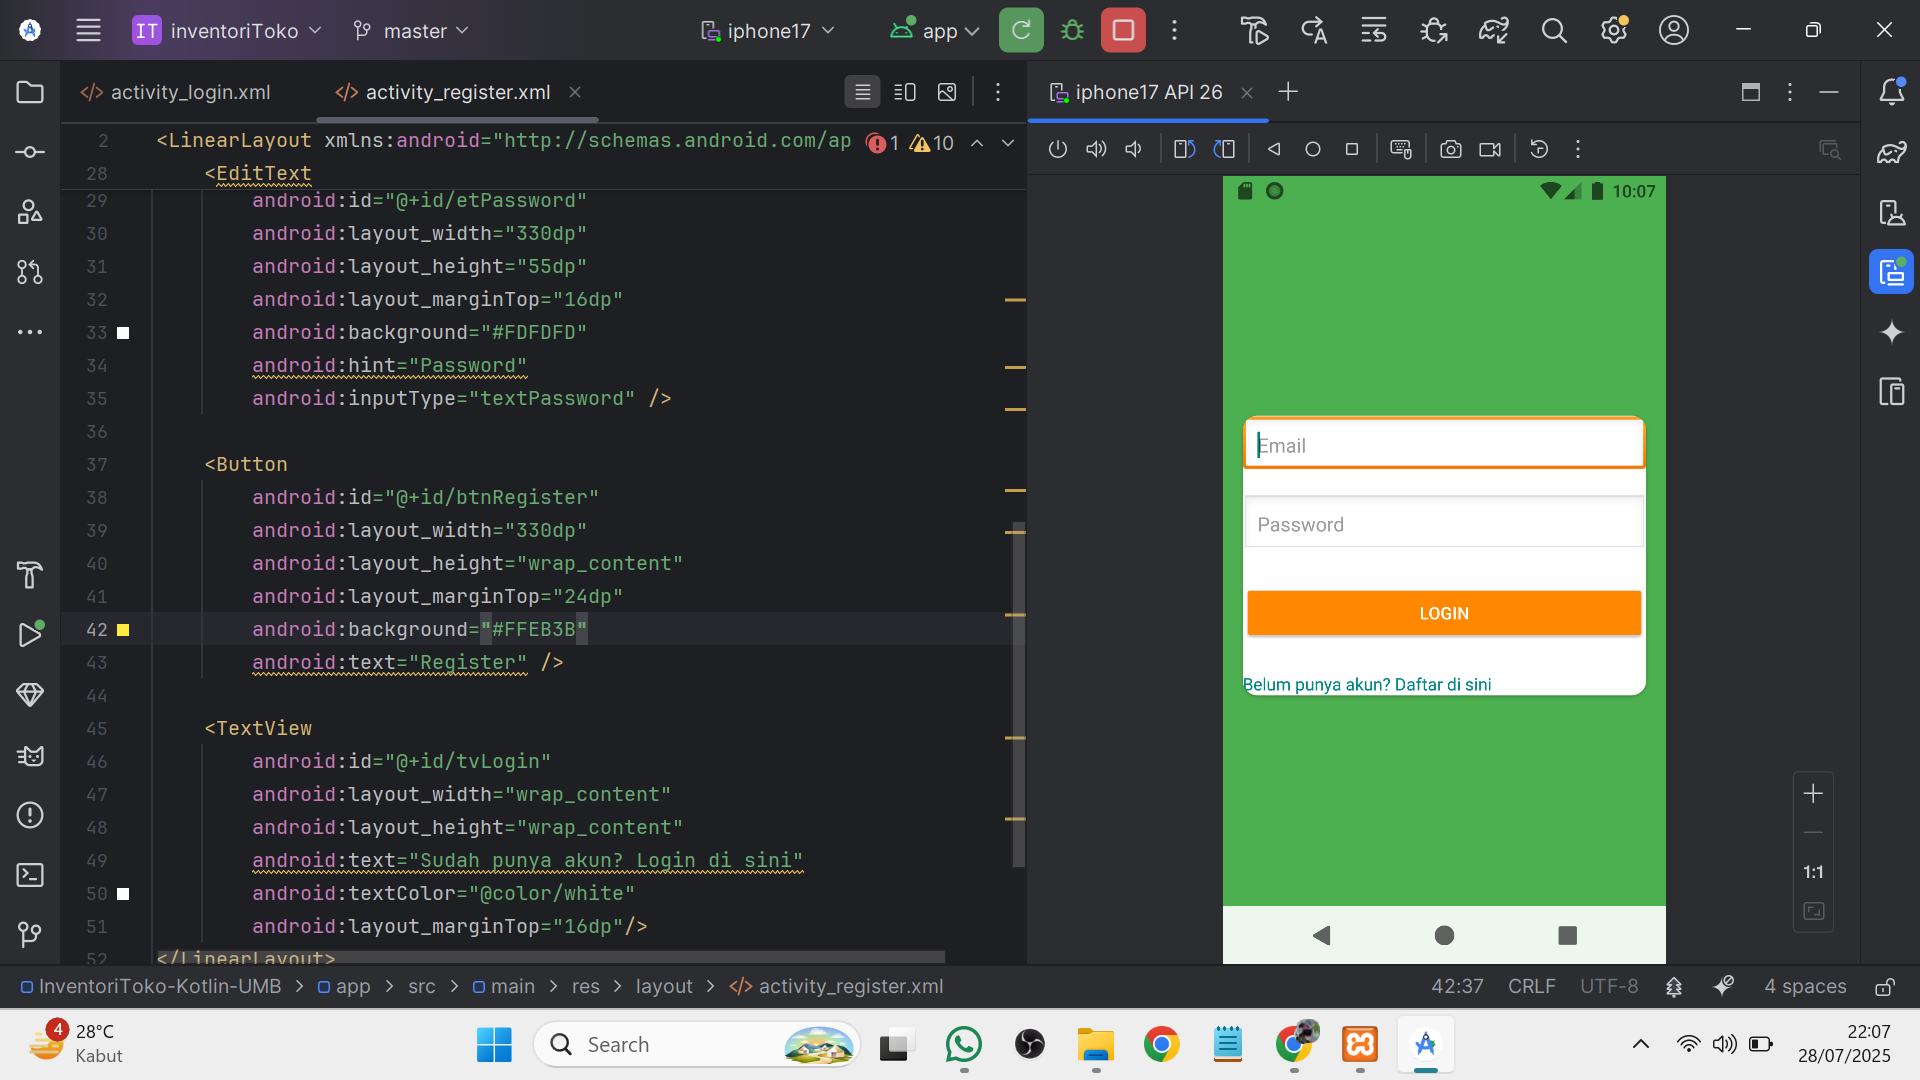 IT inventoriToko master iphone17 app
activity_login.xml activity_register.xml iphone17 API 26
2 <LinearLayout xmlns:android="http://schemas.android.com/ap 1 10
28 <EditText
29 android:id="@+id/etPassword"
30 android:layout_width="330dp"
31 android:layout_height="55dp"
32 android:layout_marginTop="16dp"
33 android:background="#FDFDFD"
34 android:hint="Password"
35 android:inputType="textPassword" />
36
37 <Button
38 android:id="@+id/btnRegister"
39 android:layout_width="330dp"
40 android:layout_height="wrap_content"
41 android:layout_marginTop="24dp"
42 android:background="#FFEB3B"
43 android:text="Register" />
44
45 <TextView
46 android:id="@+id/tvLogin"
47 android:layout_width="wrap_content"
48 android:layout_height="wrap_content"
49 android:text="Sudah punya akun? Login di sini"
50 android:textColor="@color/white"
51 android:layout_marginTop="16dp"/>
52 </LinearLayout>
10:07
Email
Password
LOGIN
Belum punya akun? Daftar di sini
1:1
InventoriToko-Kotlin-UMB > app > src > main > res > layout > activity_register.xml 42:37 CRLF UTF-8 4 spaces
4 28°C
Kabut
Search
22:07
28/07/2025